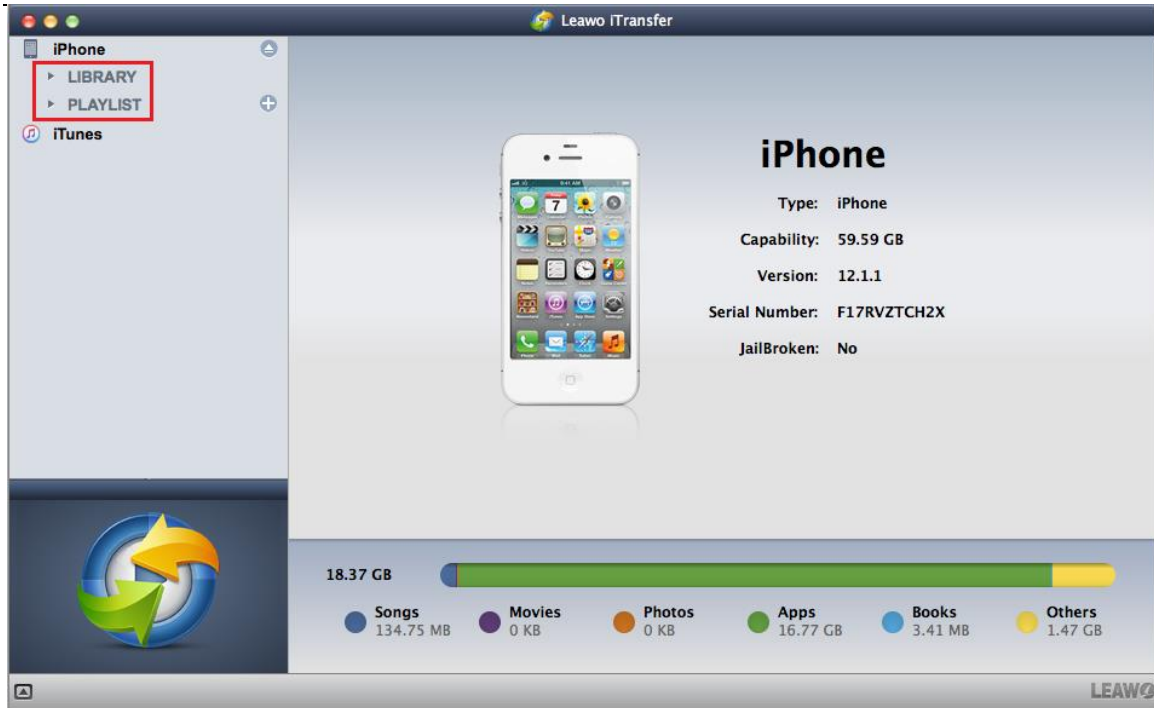 Leawo iTransfer
iPhone
LIBRARY
PLAYLIST
iTunes
iPhone
Type: iPhone
Capability: 59.59 GB
Version: 12.1.1
Serial Number: F17RVZTCH2X
JailBroken: No
18.37 GB
Songs
134.75 MB
Movies
0 KB
Photos
0 KB
Apps
16.77 GB
Books
3.41 MB
Others
1.47 GB
LEAWO